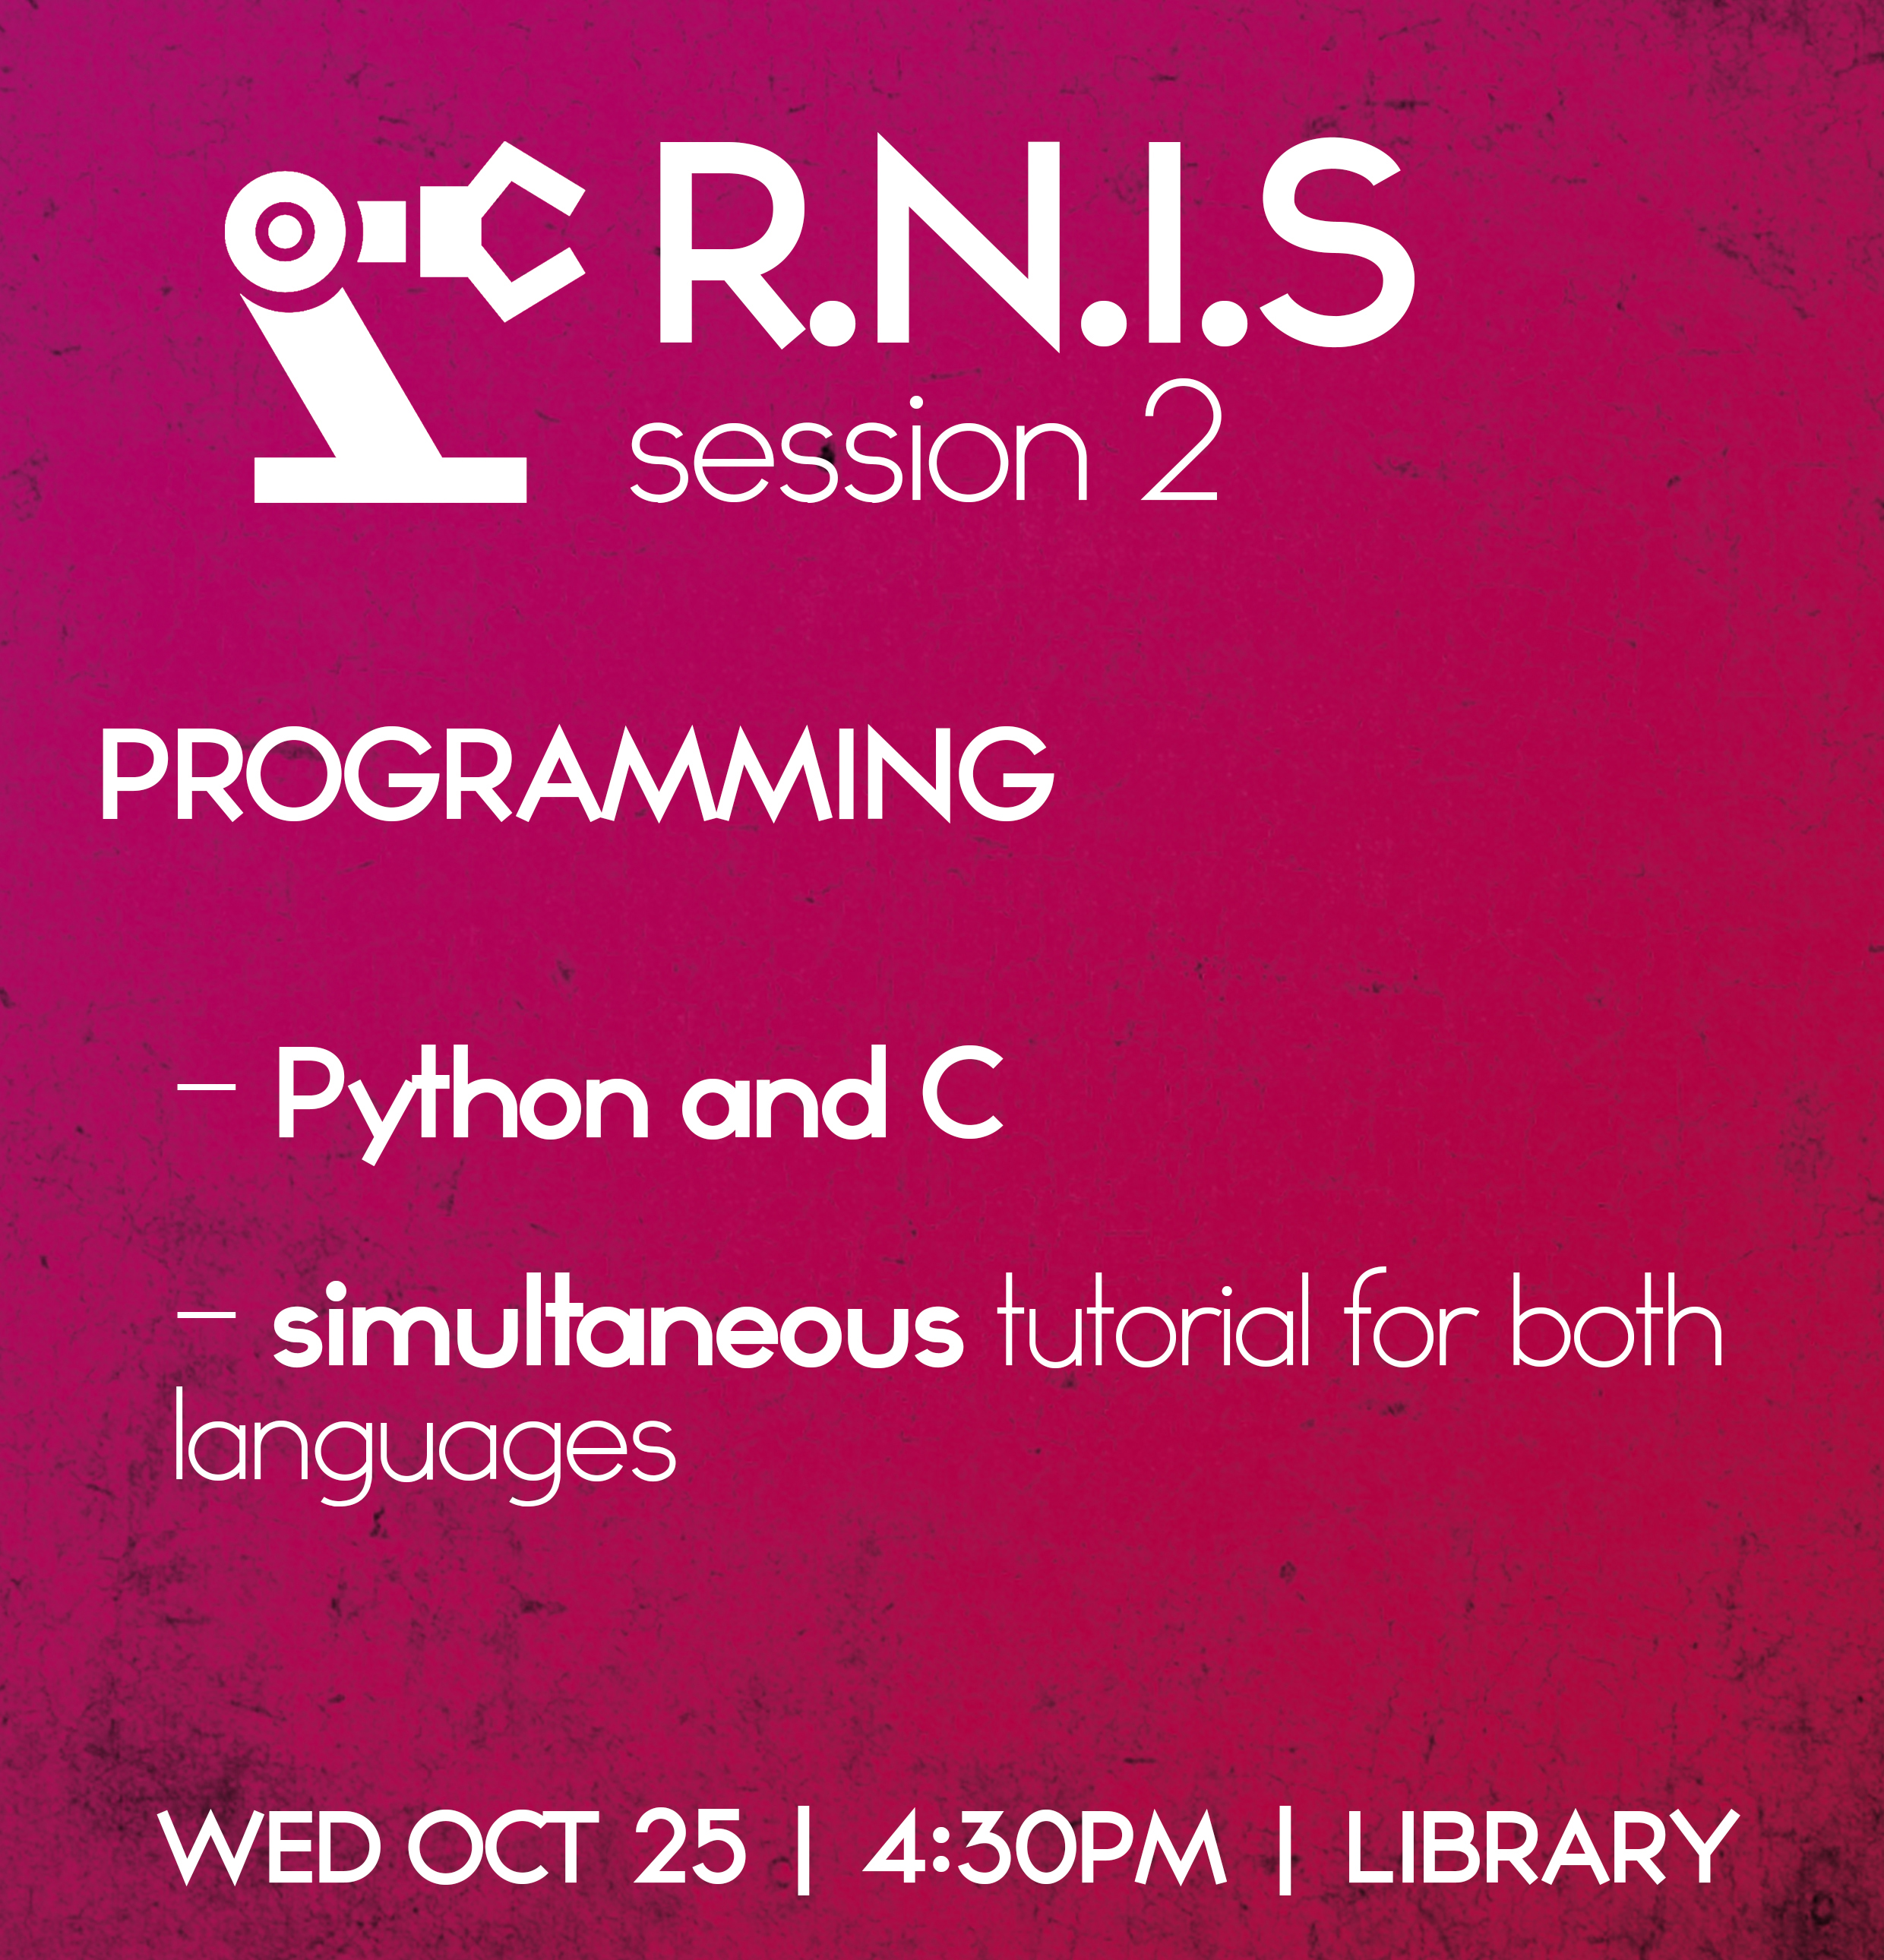 R.N.I.S
session 2
PROGRAMMING
– Python and C
– simultaneous tutorial for both
languages
WED OCT 25 | 4:30PM | LIBRARY